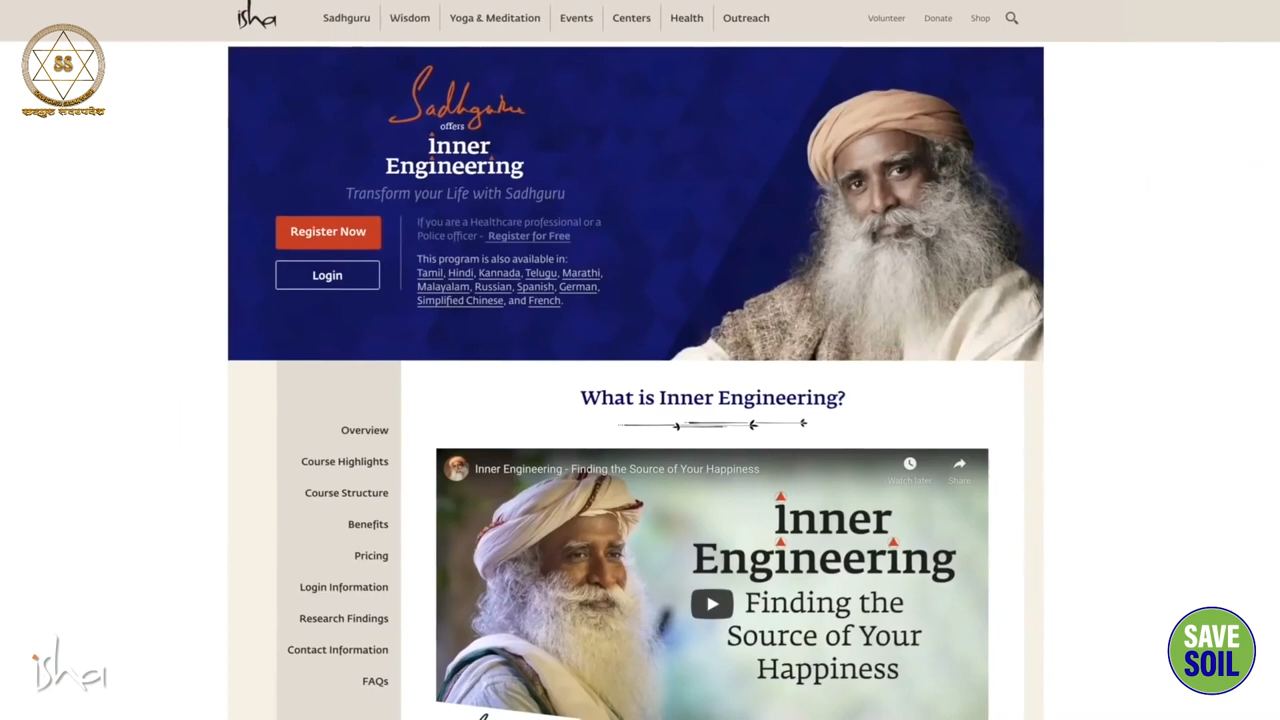 isha
Sadhguru
Wisdom
Yoga & Meditation
Events
Centers
Health
Outreach
Volunteer
Donate
Shop
SS
Sadhguru
offers
Inner
Engineering
Transform your Life with Sadhguru
Register Now
Login
If you are a Healthcare professional or a
Police officer - Register for Free
This program is also available in:
Tamil, Hindi, Kannada, Telugu, Marathi,
Malayalam, Russian, Spanish, German,
Simplified Chinese, and French.
What is Inner Engineering?
Overview
Course Highlights
Course Structure
Benefits
Pricing
Login Information
Research Findings
Contact Information
FAQs
Inner Engineering - Finding the Source of Your Happiness
Watch later
Share
Inner
Engineering
Finding the
Source of Your
Happiness
isha
SAVE
SOIL